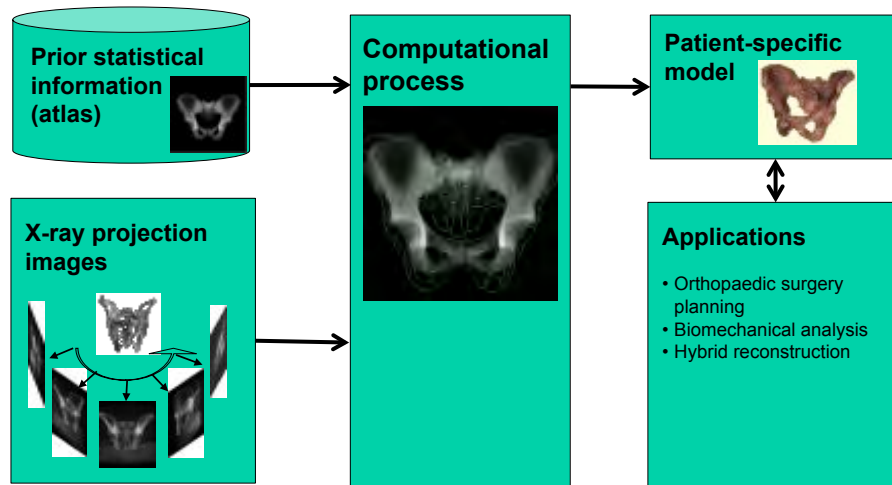 Prior statistical
information
(atlas)
X-ray projection
images
Computational
process
Patient-specific
model
Applications
• Orthopaedic surgery
planning
• Biomechanical analysis
• Hybrid reconstruction